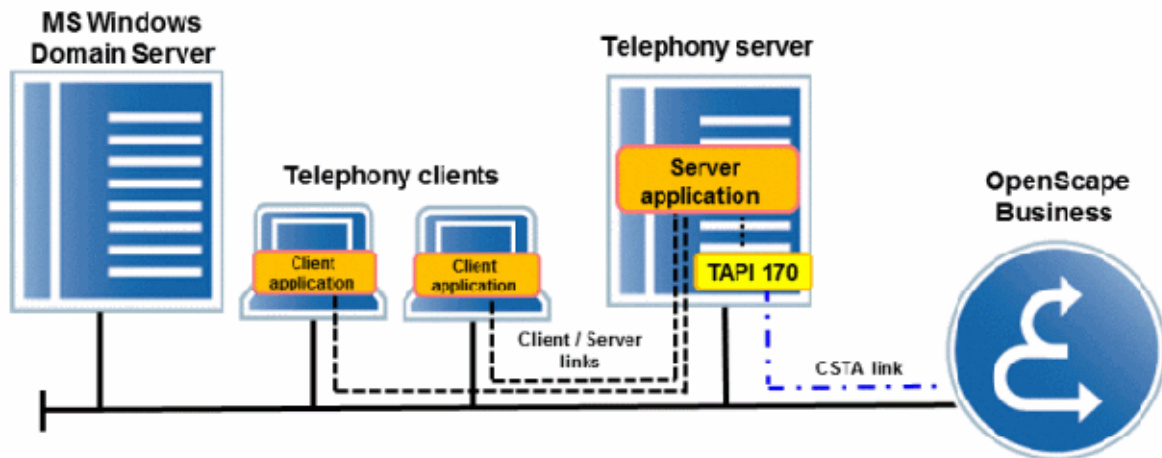 MS Windows
Domain Server
Telephony server
Telephony clients
Server
application
OpenScape
Business
Client
application
Client
application
TAPI 170
Client / Server
links
CSTA link